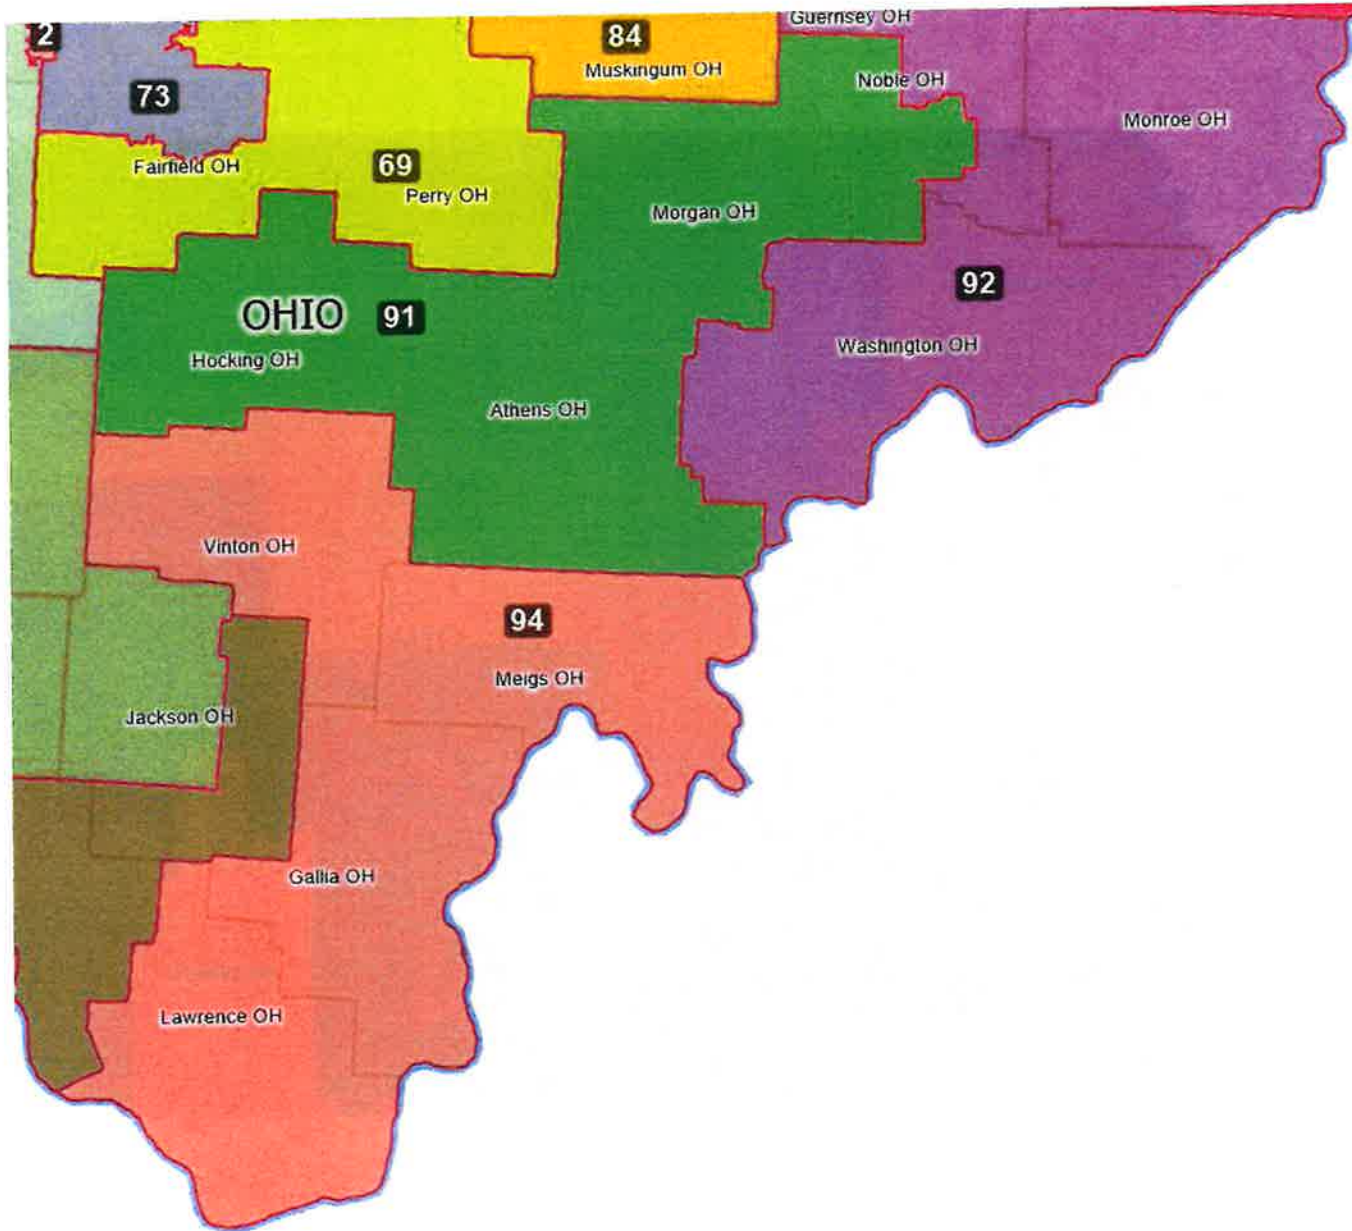 Guernsey OH
2
84
Muskingum OH
Noble OH
73
Monroe OH
Fairfield OH
69
Perry OH
Morgan OH
92
OHIO
91
Washington OH
Hocking OH
Athens OH
Vinton OH
94
Meigs OH
Jackson OH
Gallia OH
Lawrence OH